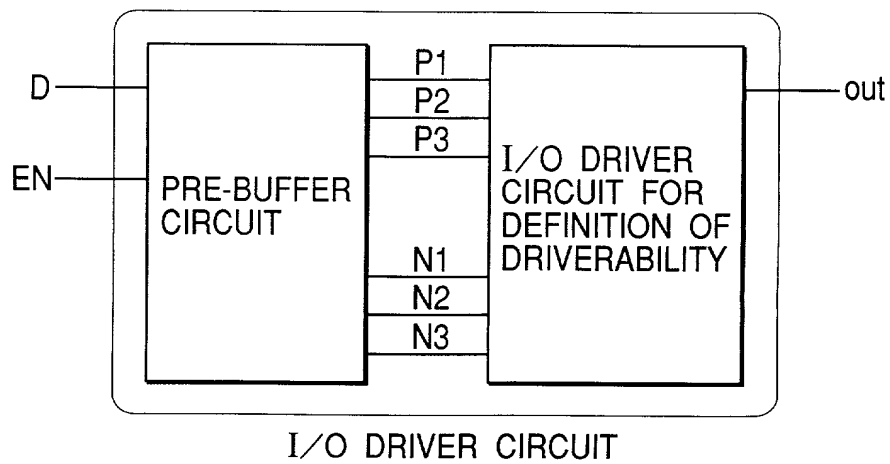 D
EN
PRE-BUFFER
CIRCUIT
P1
P2
P3
N1
N2
N3
I/O DRIVER
CIRCUIT FOR
DEFINITION OF
DRIVERABILITY
out
I/O DRIVER CIRCUIT